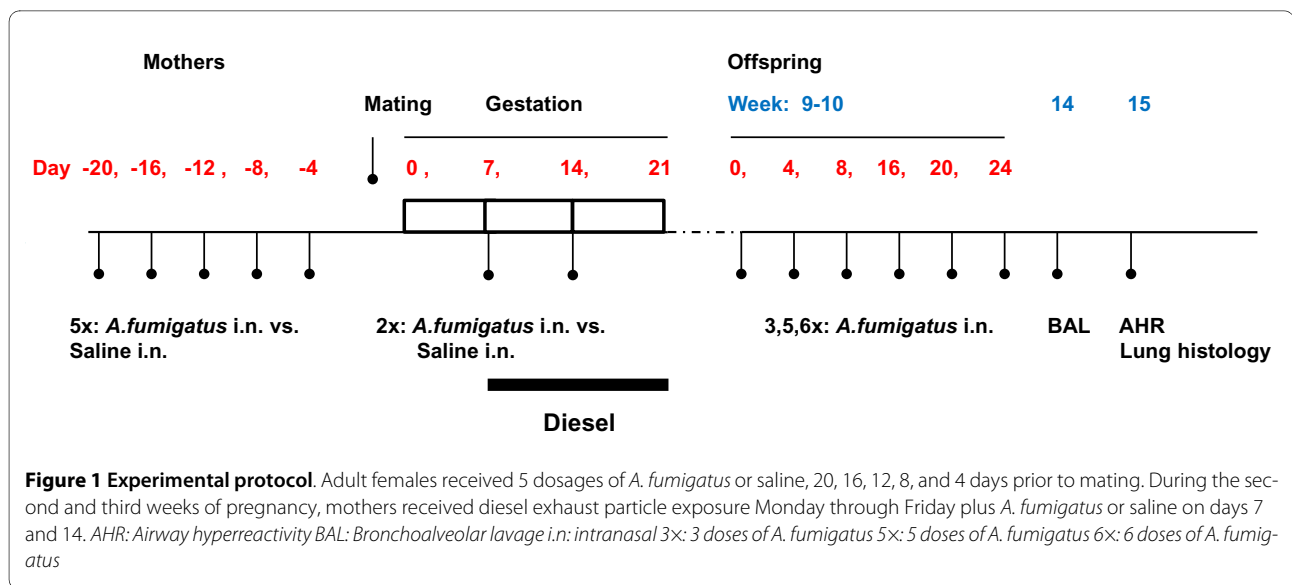 Mothers Offspring
Mating Gestation Week: 9-10 14 15
Day -20, -16, -12 , -8, -4 0 , 7, 14, 21 0, 4, 8, 16, 20, 24
5x: A.fumigatus i.n. vs. 2x: A.fumigatus i.n. vs. 3,5,6x: A.fumigatus i.n. BAL AHR
Saline i.n. Saline i.n. Lung histology
Diesel
Figure 1 Experimental protocol. Adult females received 5 dosages of A. fumigatus or saline, 20, 16, 12, 8, and 4 days prior to mating. During the sec-
ond and third weeks of pregnancy, mothers received diesel exhaust particle exposure Monday through Friday plus A. fumigatus or saline on days 7
and 14. AHR: Airway hyperreactivity BAL: Bronchoalveolar lavage i.n: intranasal 3×: 3 doses of A. fumigatus 5×: 5 doses of A. fumigatus 6×: 6 doses of A. fumig-
atus